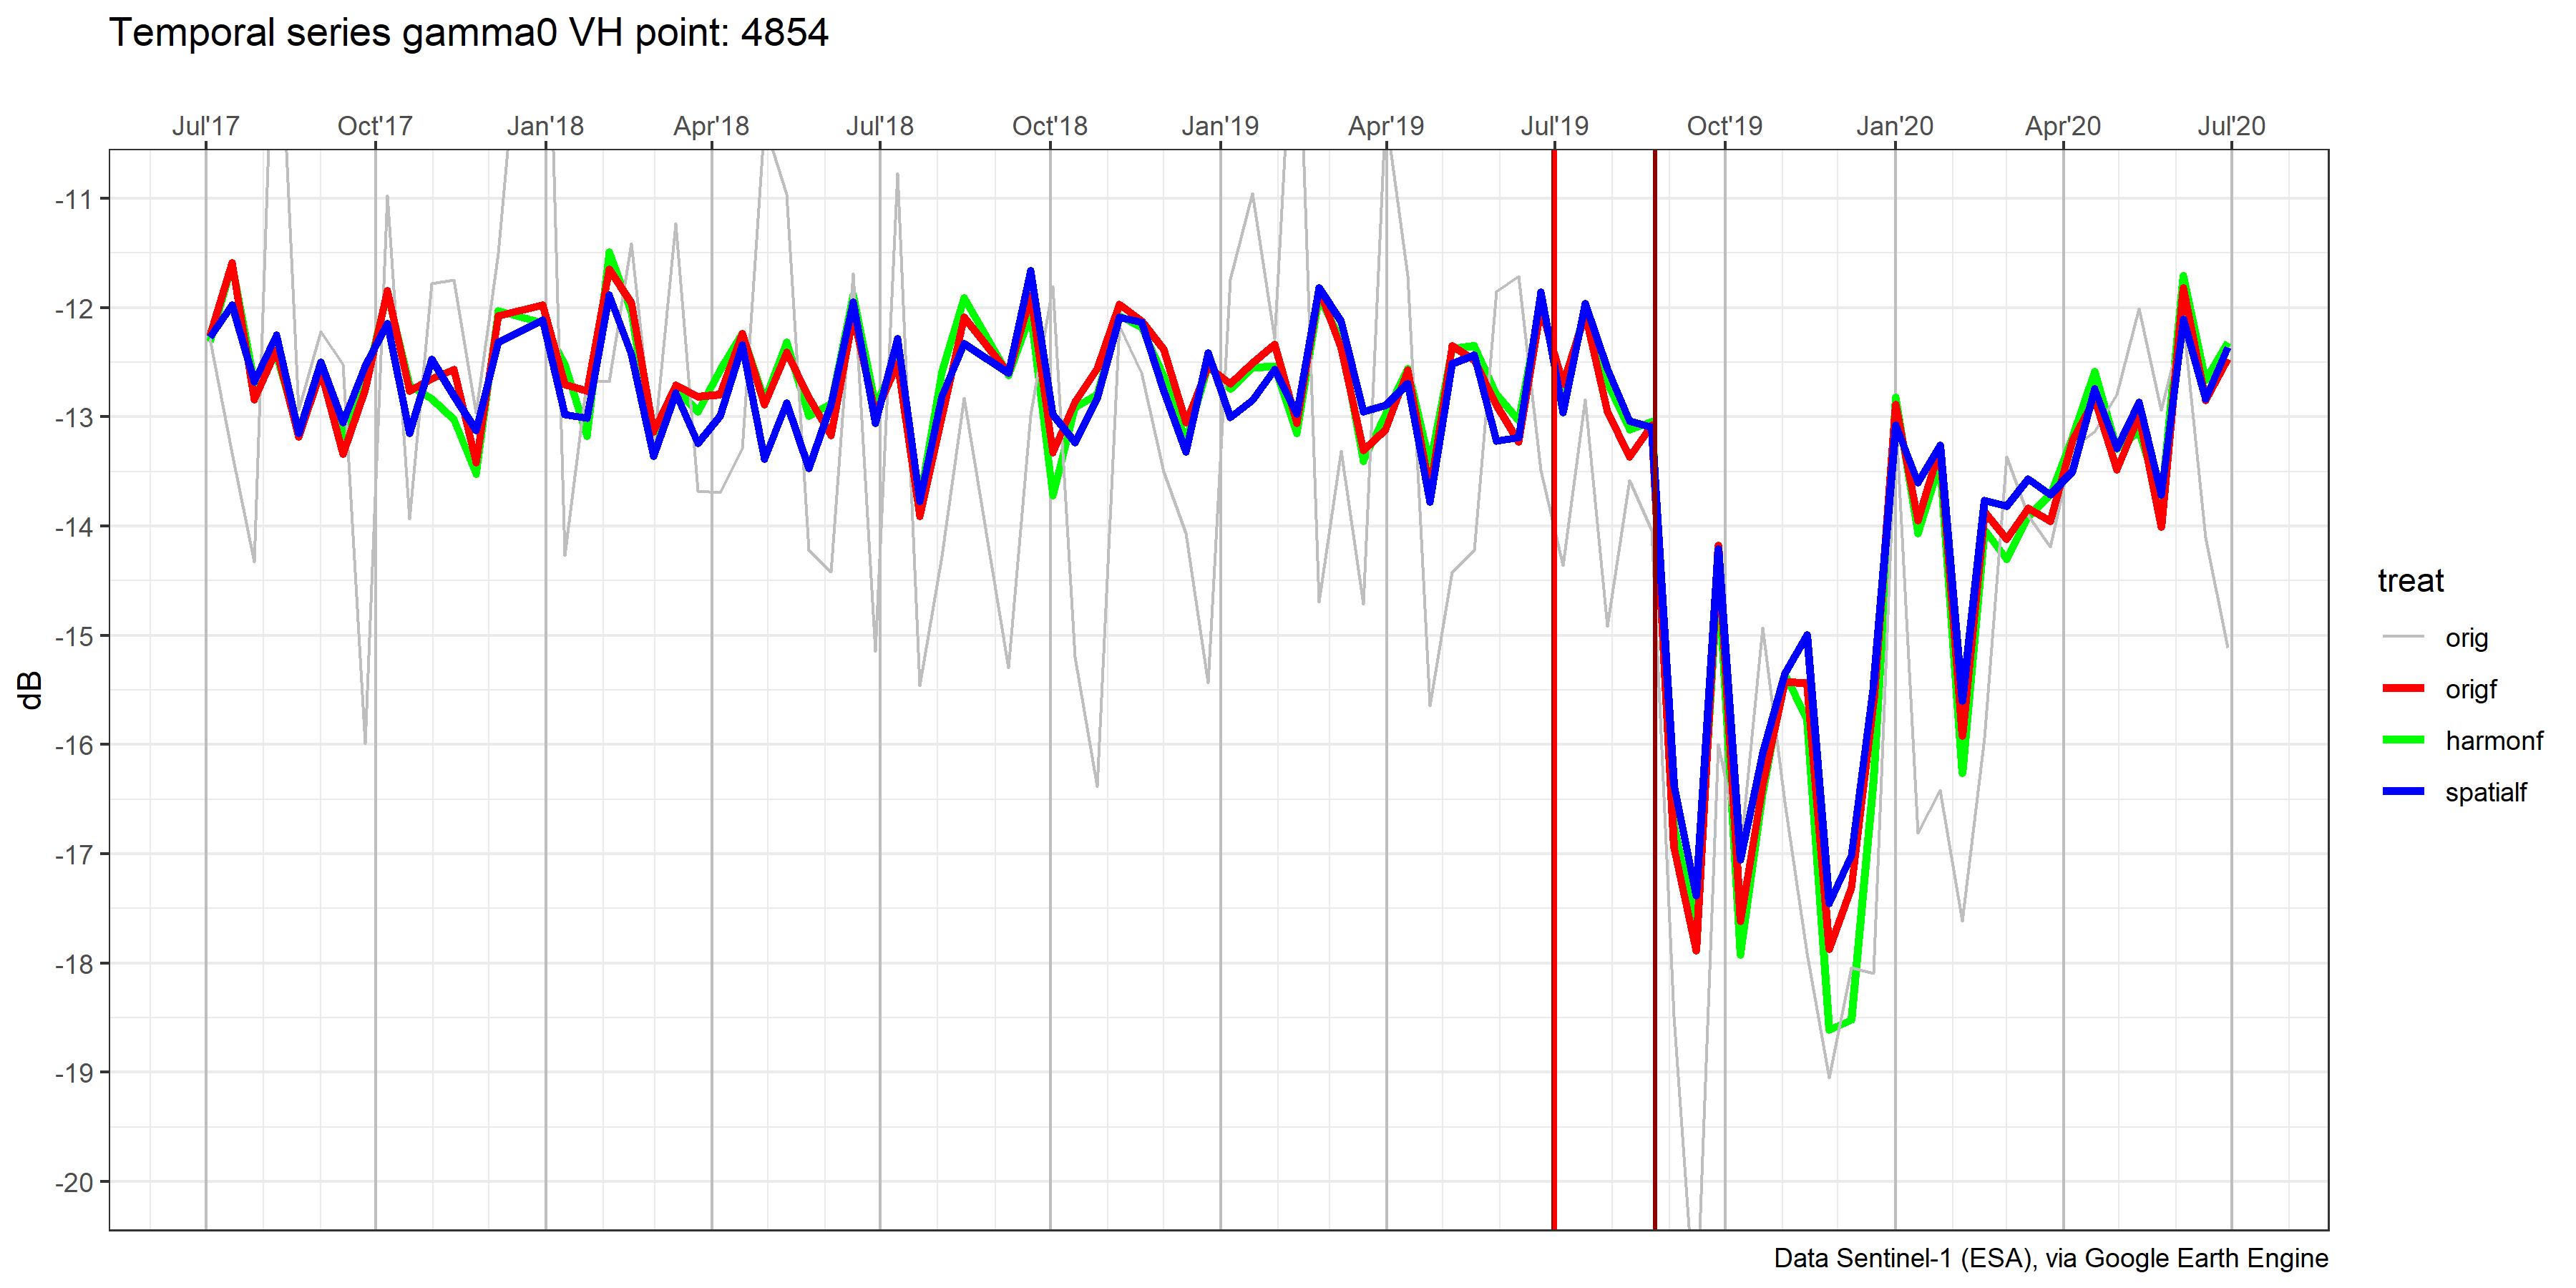 Temporal series gamma0 VH point: 4854
Jul'17 Oct'17 Jan'18 Apr'18 Jul'18 Oct'18 Jan'19 Apr'19 Jul'19 Oct'19 Jan'20 Apr'20 Jul'20
-11
-12
-13
-14
-15
-16
-17
-18
-19
-20
dB
treat
orig
origf
harmonf
spatialf
Data Sentinel-1 (ESA), via Google Earth Engine